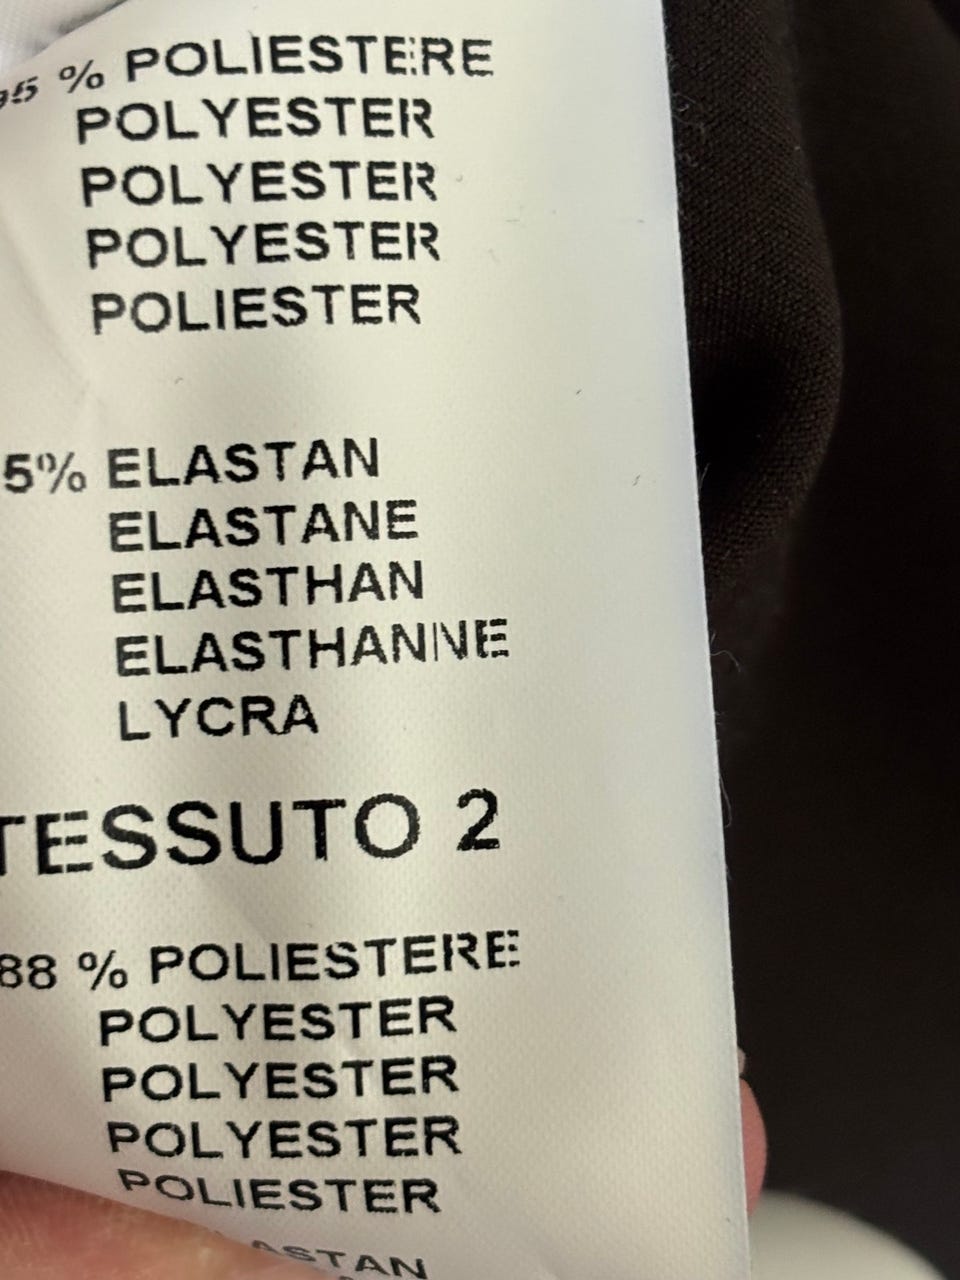 95 % POLIESTERE
POLYESTER
POLYESTER
POLYESTER
POLIESTER
5% ELASTAN
ELASTANE
ELASTHAN
ELASTHANNE
LYCRA
TESSUTO 2
88 % POLIESTERE
POLYESTER
POLYESTER
POLYESTER
POLIESTER